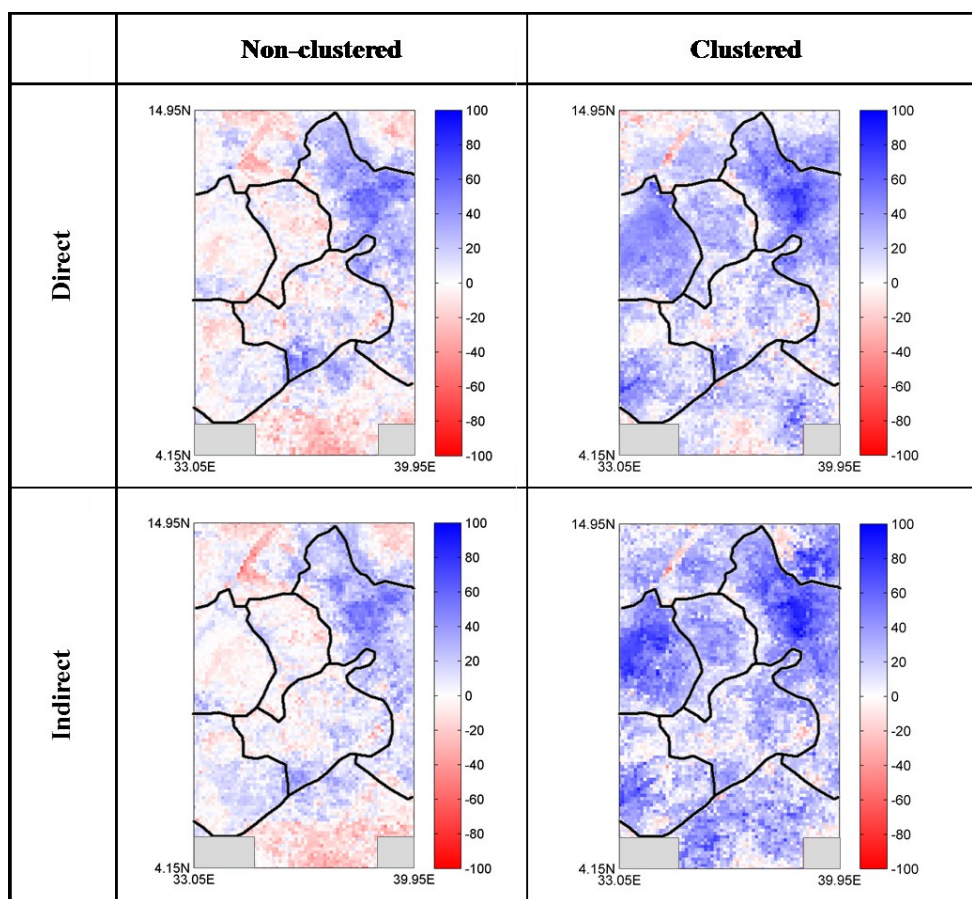 Non-clustered
Clustered
Direct
14.95N
4.15N
33.05E
39.95E
100
80
60
40
20
0
-20
-40
-60
-80
-100
14.95N
4.15N
33.05E
39.95E
100
80
60
40
20
0
-20
-40
-60
-80
-100
Indirect
14.95N
4.15N
33.05E
39.95E
100
80
60
40
20
0
-20
-40
-60
-80
-100
14.95N
4.15N
33.05E
39.95E
100
80
60
40
20
0
-20
-40
-60
-80
-100